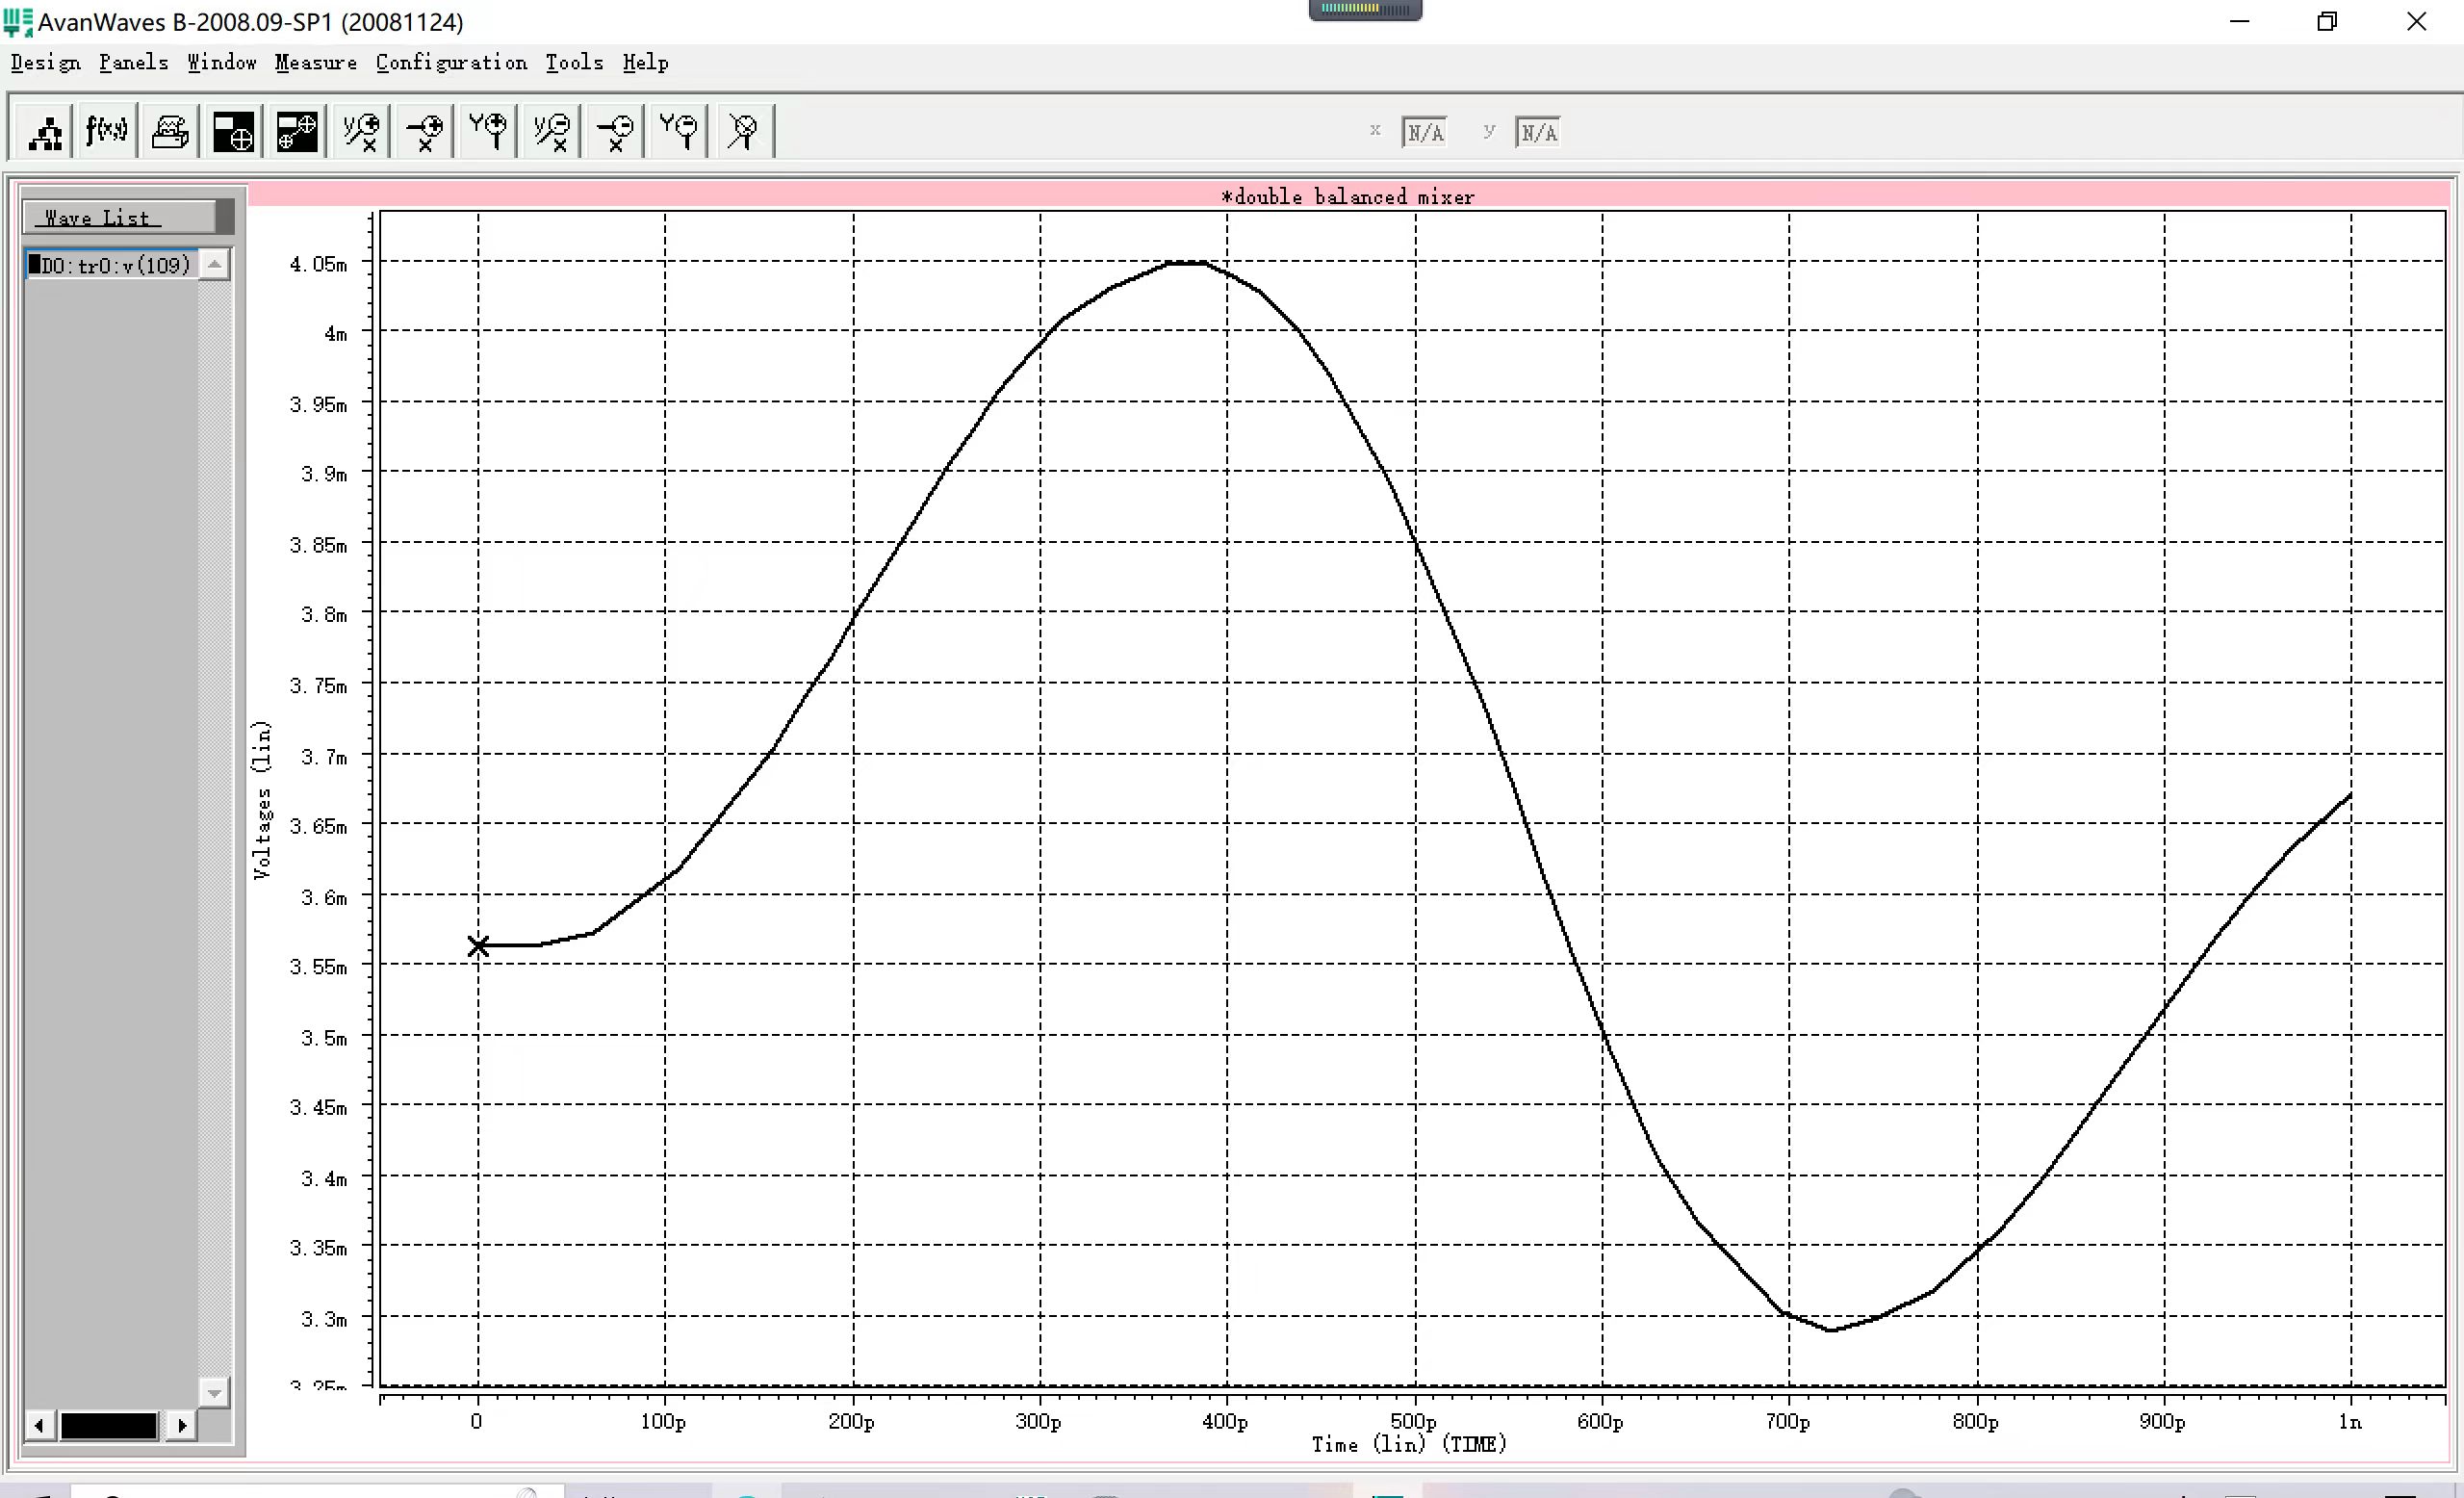 AvanWaves B-2008.09-SP1 (20081124)
Design Panels Window Measure Configuration Tools Help
f(x,y) y x x Y y x x Y x N/A y N/A
*double balanced mixer
Wave List
D0:tr0:v(109)
Voltages (lin)
4.05m
4m
3.95m
3.9m
3.85m
3.8m
3.75m
3.7m
3.65m
3.6m
3.55m
3.5m
3.45m
3.4m
3.35m
3.3m
3.25m
0 100p 200p 300p 400p 500p 600p 700p 800p 900p 1n
Time (lin) (TIME)